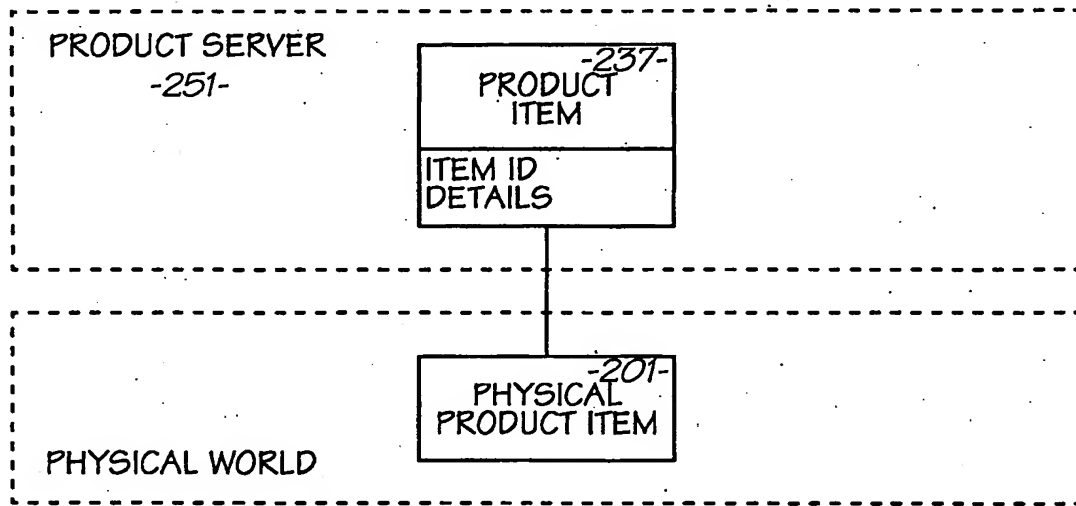 PRODUCT SERVER
-251-
-237-
PRODUCT
ITEM
ITEM ID
DETAILS
-201-
PHYSICAL
PRODUCT ITEM
PHYSICAL WORLD